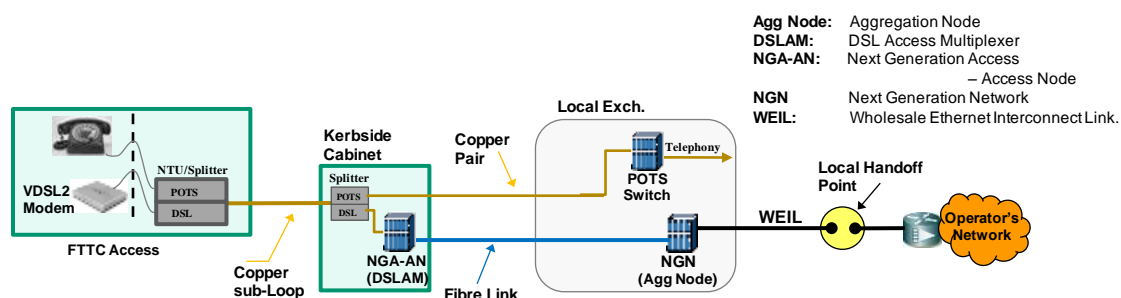 Agg Node: Aggregation Node
DSLAM: DSL Access Multiplexer
NGA-AN: Next Generation Access
– Access Node
NGN Next Generation Network
WEIL: Wholesale Ethernet Interconnect Link.
Local Exch.
Kerbside
Cabinet
Copper
Pair
Telephony
NTU/Splitter
Splitter
POTS
Switch
Local Handoff
Point
VDSL2
Modem
POTS
DSL
POTS
DSL
WEIL
Operator's
Network
FTTC Access
NGA-AN
(DSLAM)
NGN
(Agg Node)
Copper
sub-Loop
Fibre Link